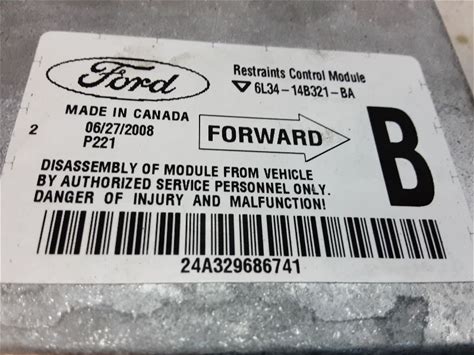 Ford
Restraints Control Module
6L34-14B321-BA
MADE IN CANADA
06/27/2008
2
P221
FORWARD
B
DISASSEMBLY OF MODULE FROM VEHICLE
BY AUTHORIZED SERVICE PERSONNEL ONLY.
DANGER OF INJURY AND MALFUNCTION!
24A329686741